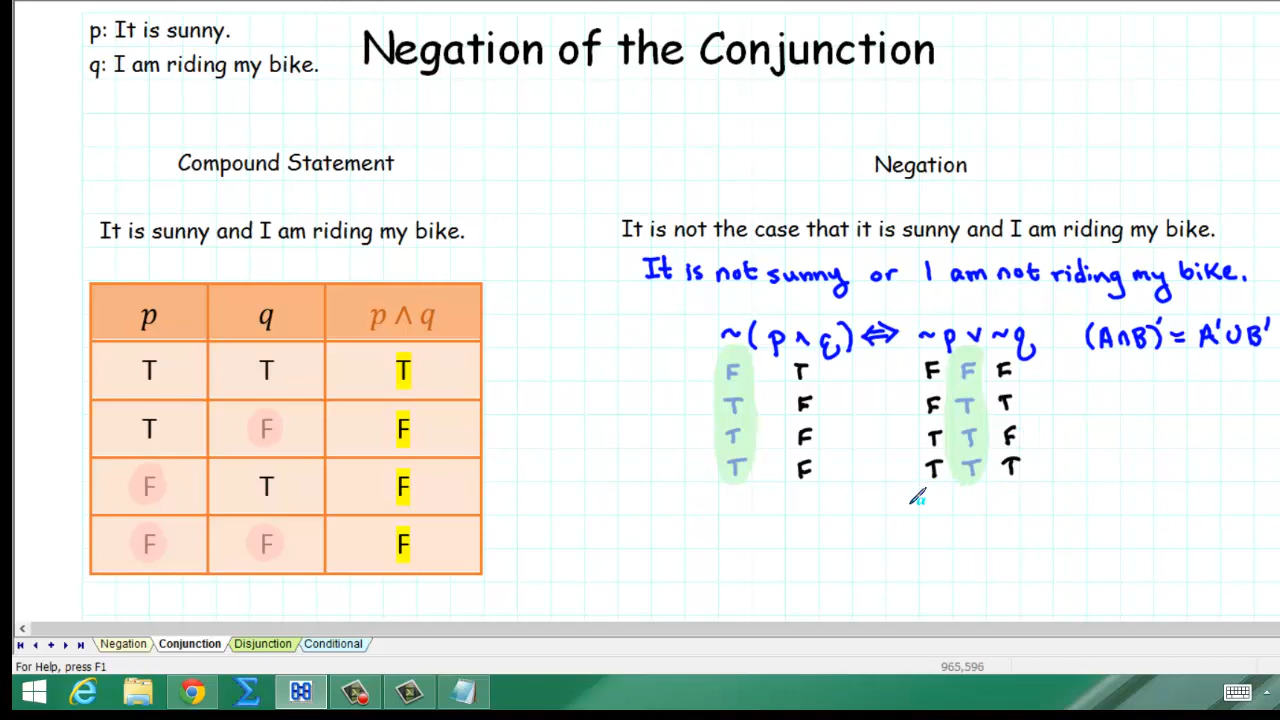 p: It is sunny.
q: I am riding my bike.
Negation of the Conjunction
Compound Statement
It is sunny and I am riding my bike.
p q p ∧ q
T T T
T F F
F T F
F F F
Negation
It is not the case that it is sunny and I am riding my bike.
It is not sunny or I am not riding my bike.
~(p ∧ q) ⇔ ~p ∨ ~q (A∩B)' = A'∪B'
F T F F F
T F F T T
T F T T F
T F T T T
Negation Conjunction Disjunction Conditional
For Help, press F1 965,596